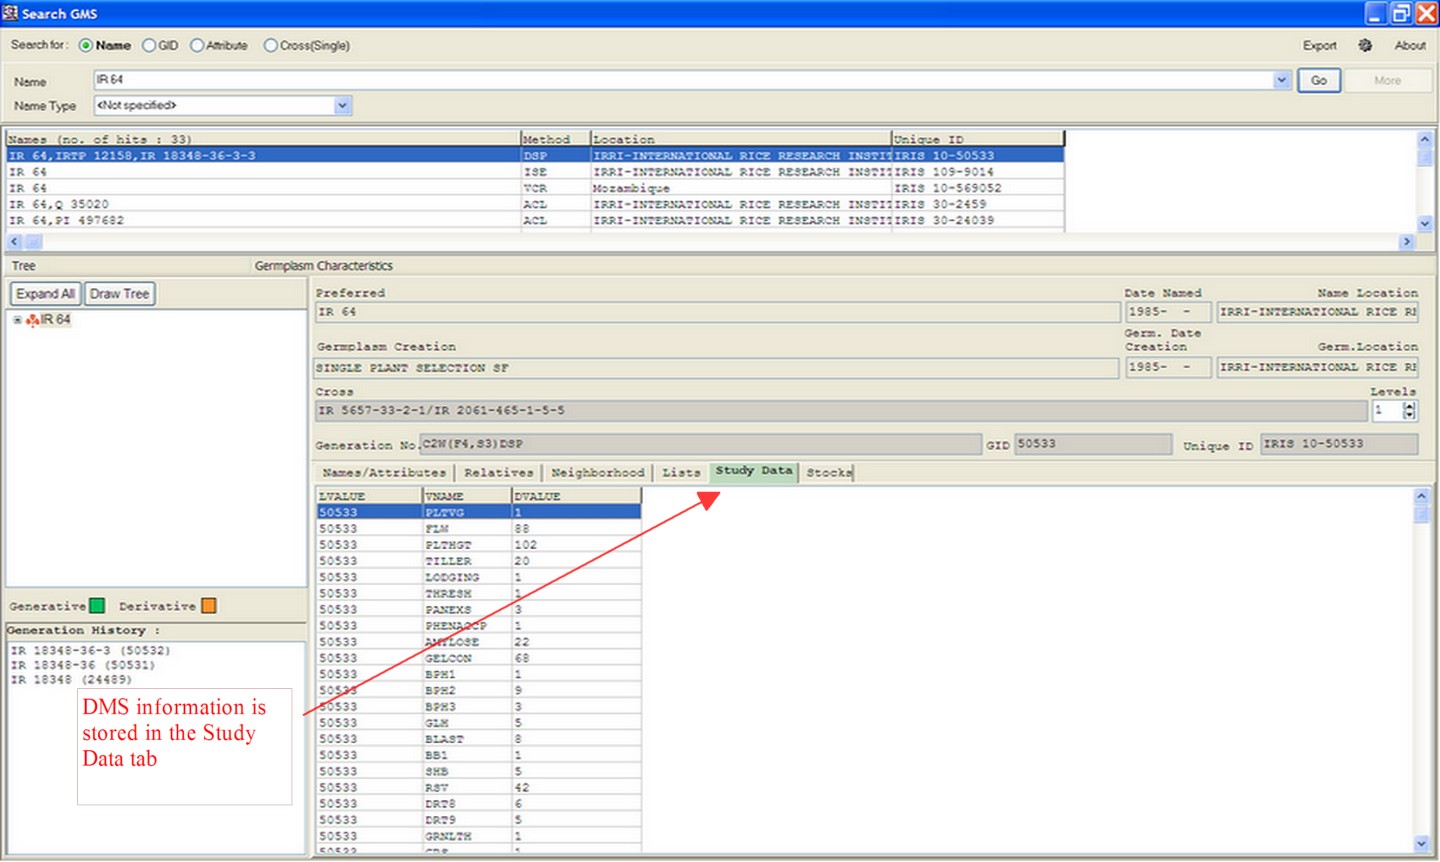 Search GMS
Search for: Name GID Attribute Cross(Single) Export About
Name IR 64 Go More
Name Type <Not specified>
Names (no. of hits : 33) Method Location Unique ID
IR 64,IRTP 12158,IR 18348-36-3-3 DSP IRRI-INTERNATIONAL RICE RESEARCH INSTIT IRIS 10-50533
IR 64 ISE IRRI-INTERNATIONAL RICE RESEARCH INSTIT IRIS 109-9014
IR 64 VCR Mozambique IRIS 10-569052
IR 64,Q 35020 ACL IRRI-INTERNATIONAL RICE RESEARCH INSTIT IRIS 30-2459
IR 64,PI 497682 ACL IRRI-INTERNATIONAL RICE RESEARCH INSTIT IRIS 30-24039
Tree Germplasm Characteristics
Expand All Draw Tree
IR 64
Generative Derivative
Generation History :
IR 18348-36-3 (50532)
IR 18348-36 (50531)
IR 18348 (24489)
DMS information is
stored in the Study
Data tab
Preferred Date Named Name Location
IR 64 1985- - IRRI-INTERNATIONAL RICE RI
Germplasm Creation Germ. Date Creation Germ.Location
SINGLE PLANT SELECTION SF 1985- - IRRI-INTERNATIONAL RICE RI
Cross Levels
IR 5657-33-2-1/IR 2061-465-1-5-5 1
Generation No. C2W(F4,S3)DSP GID 50533 Unique ID IRIS 10-50533
Names/Attributes Relatives Neighborhood Lists Study Data Stocks
LVALUE VNAME DVALUE
50533 PLTVG 1
50533 FLW 88
50533 PLTHGT 102
50533 TILLER 20
50533 LODGING 1
50533 THRESH 1
50533 PANEXS 3
50533 PHENACCP 1
50533 AMYLOSE 22
50533 GELCON 68
50533 BPH1 1
50533 BPH2 9
50533 BPH3 3
50533 GLH 5
50533 BLAST 8
50533 BB1 1
50533 SHB 5
50533 RSV 42
50533 DRT8 6
50533 DRT9 5
50533 GRNLTH 1
50533